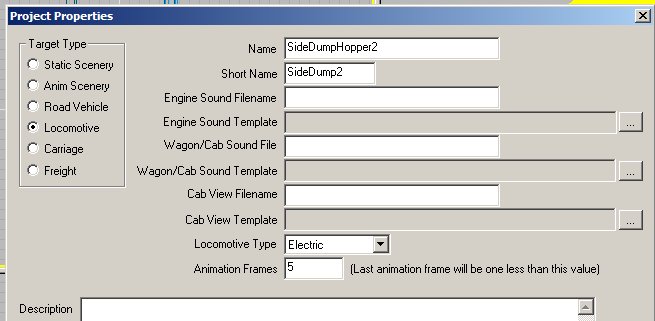 Project Properties
Target Type
Static Scenery
Anim Scenery
Road Vehicle
Locomotive
Carriage
Freight
Name SideDumpHopper2
Short Name SideDump2
Engine Sound Filename
Engine Sound Template ...
Wagon/Cab Sound File
Wagon/Cab Sound Template ...
Cab View Filename
Cab View Template ...
Locomotive Type Electric
Animation Frames 5 (Last animation frame will be one less than this value)
Description